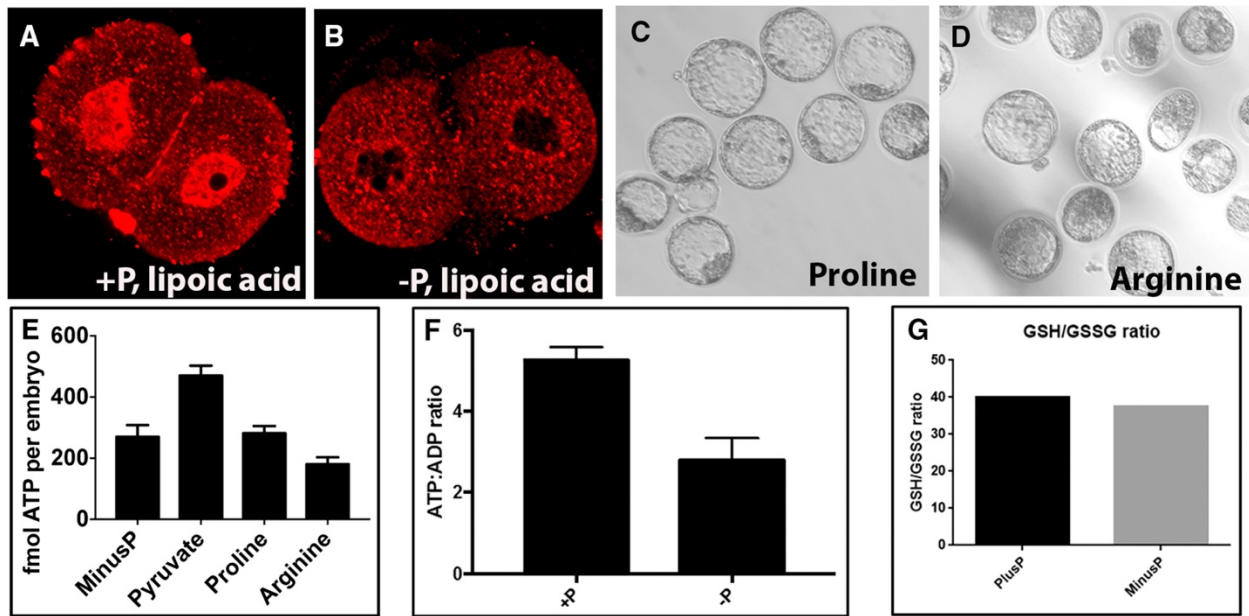 A
+P, lipoic acid
B
-P, lipoic acid
C
Proline
D
Arginine
E
fmol ATP per embryo
600
400
200
0
MinusP
Pyruvate
Proline
Arginine
F
ATP:ADP ratio
6
4
2
0
+P
-P
G
GSH/GSSG ratio
GSH/GSSG ratio
50
40
30
20
10
0
PlusP
MinusP